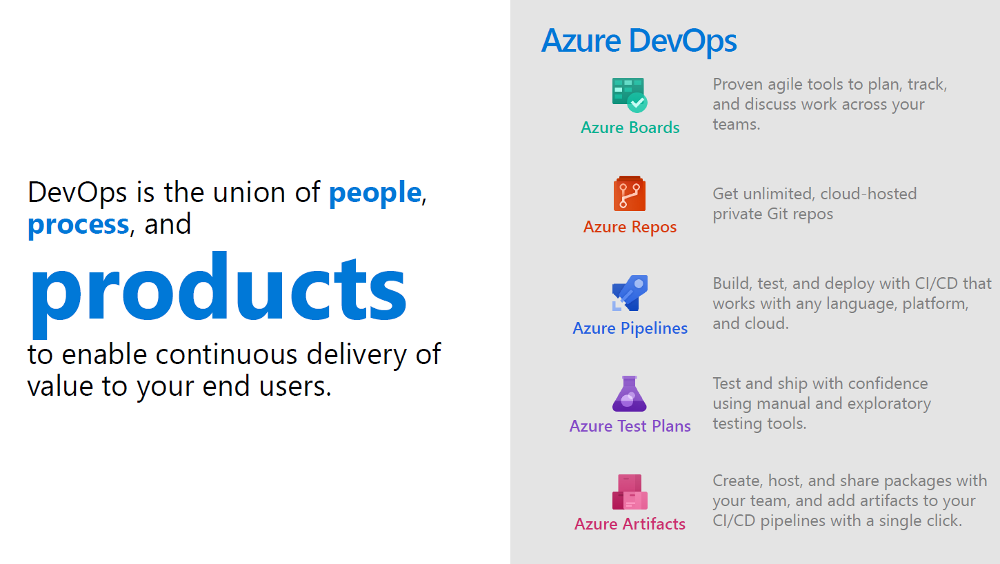 DevOps is the union of people,
process, and
products
to enable continuous delivery of
value to your end users.
Azure DevOps
Azure Boards
Proven agile tools to plan, track,
and discuss work across your
teams.
Azure Repos
Get unlimited, cloud-hosted
private Git repos
Azure Pipelines
Build, test, and deploy with CI/CD that
works with any language, platform,
and cloud.
Azure Test Plans
Test and ship with confidence
using manual and exploratory
testing tools.
Azure Artifacts
Create, host, and share packages with
your team, and add artifacts to your
CI/CD pipelines with a single click.